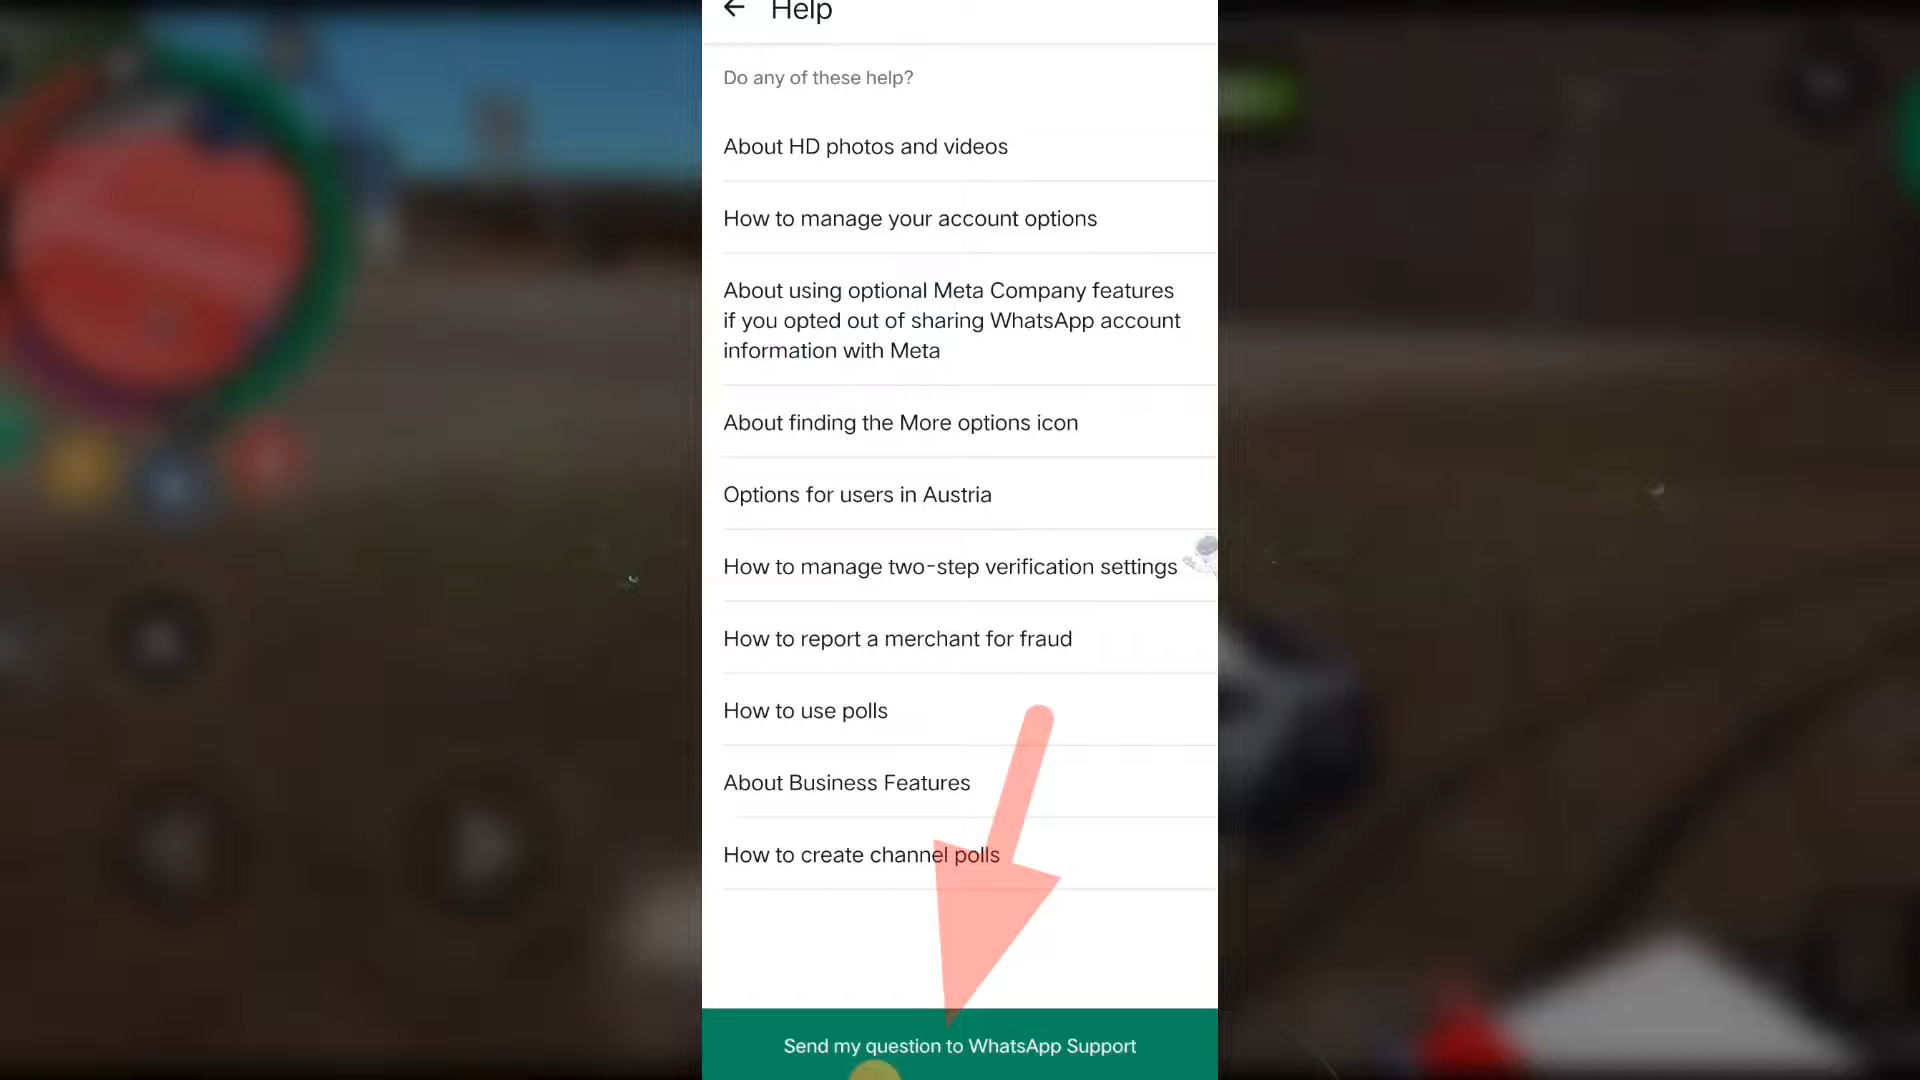 Help
Do any of these help?
About HD photos and videos
How to manage your account options
About using optional Meta Company features
if you opted out of sharing WhatsApp account
information with Meta
About finding the More options icon
Options for users in Austria
How to manage two-step verification settings
How to report a merchant for fraud
How to use polls
About Business Features
How to create channel polls
Send my question to WhatsApp Support